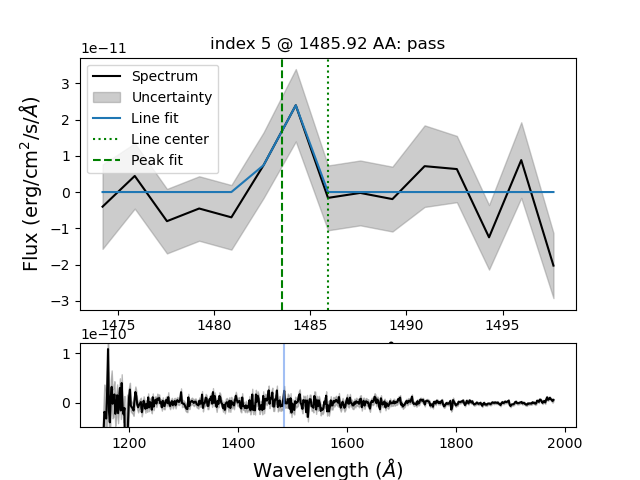 index 5 @ 1485.92 AA: pass
1e−11
Spectrum
Uncertainty
Line fit
Line center
Peak fit
Flux (erg/cm²/s/Å)
3
2
1
0
−1
−2
−3
1475 1480 1485 1490 1495
1e−10
1
0
1200 1400 1600 1800 2000
Wavelength (Å)